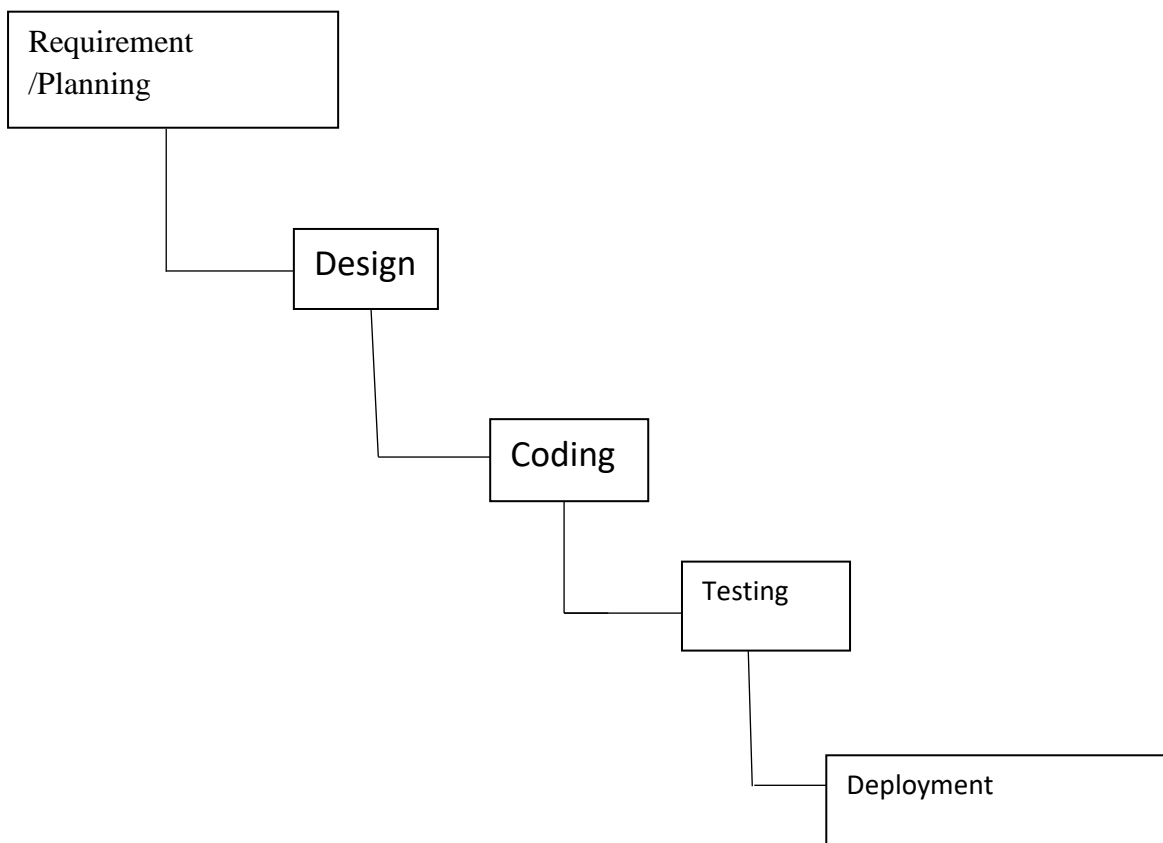 Requirement
/Planning
Design
Coding
Testing
Deployment